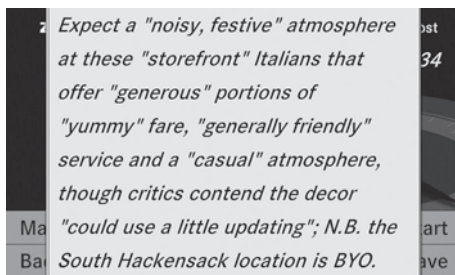 Expect a "noisy, festive" atmosphere
at these "storefront" Italians that
offer "generous" portions of
"yummy" fare, "generally friendly"
service and a "casual" atmosphere,
though critics contend the decor
"could use a little updating"; N.B. the
South Hackensack location is BYO.
34